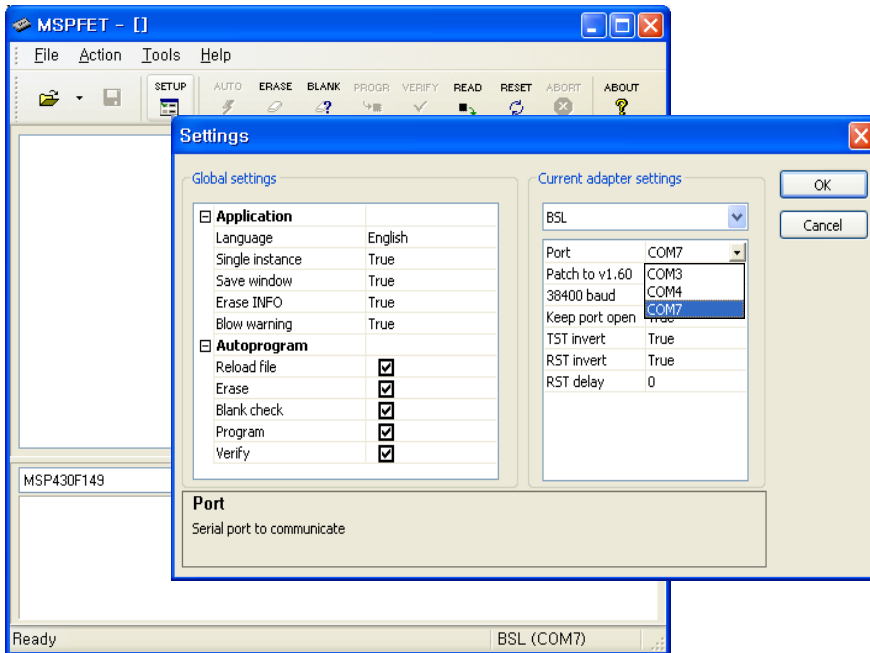 MSPFET - []
File Action Tools Help
SETUP AUTO ERASE BLANK PROGR VERIFY READ RESET ABORT ABOUT
Settings
Global settings
Application
Language English
Single instance True
Save window True
Erase INFO True
Blow warning True
Autoprogram
Reload file
Erase
Blank check
Program
Verify
Current adapter settings
BSL
Port COM7
Patch to v1.60 COM3
38400 baud COM4
COM7
Keep port open True
TST invert True
RST invert True
RST delay 0
OK
Cancel
Port
Serial port to communicate
MSP430F149
Ready BSL (COM7)